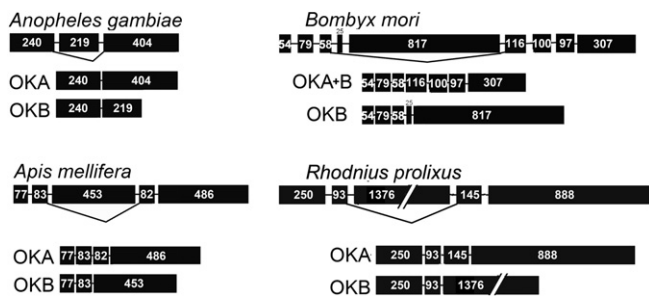 Anopheles gambiae
240 219 404
OKA 240 404
OKB 240 219
Bombyx mori
54 79 58 25 817 116 100 97 307
OKA+B 54 79 58 116 100 97 307
OKB 54 79 58 25 817
Apis mellifera
77 83 453 82 486
OKA 77 83 82 486
OKB 77 83 453
Rhodnius prolixus
250 93 1376 145 888
OKA 250 93 145 888
OKB 250 93 1376